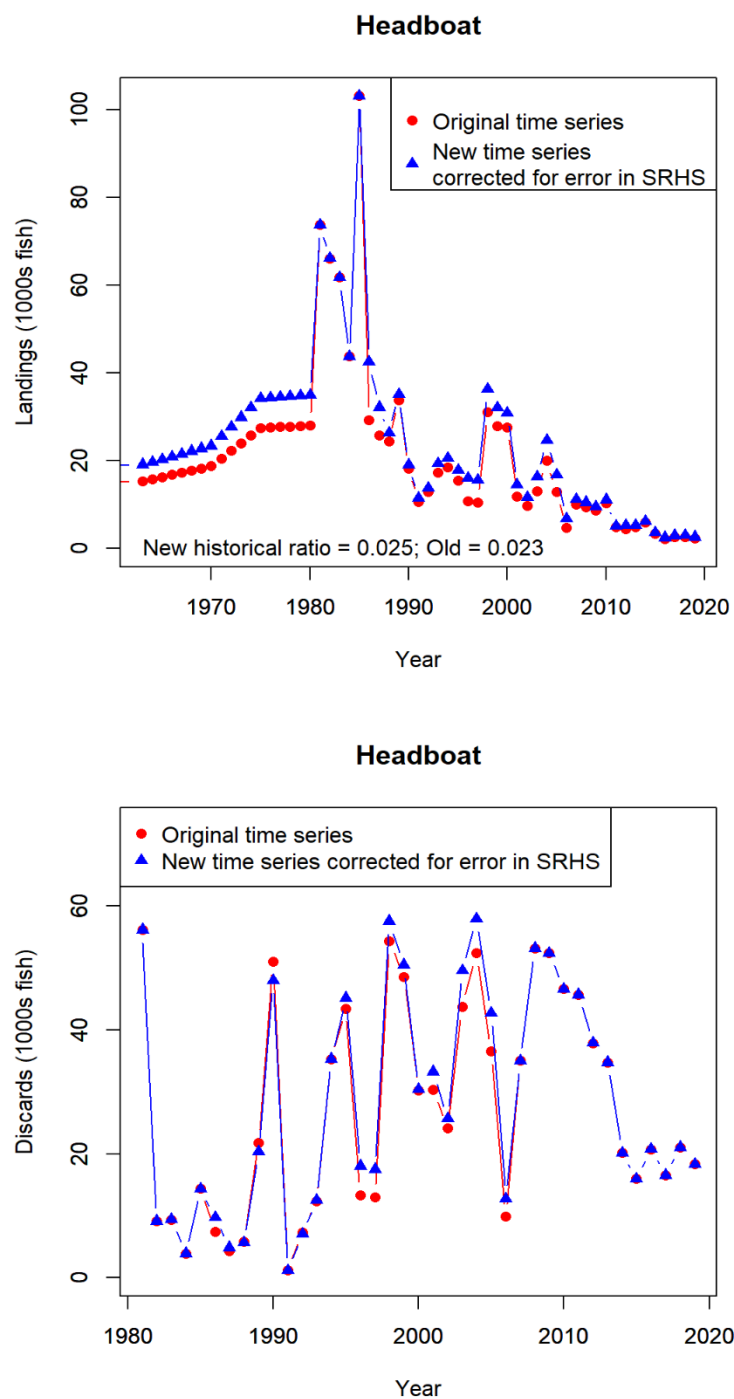 Headboat
Landings (1000s fish)
100
80
60
40
20
0
Original time series
New time series
corrected for error in SRHS
New historical ratio = 0.025; Old = 0.023
1970 1980 1990 2000 2010 2020
Year
Headboat
Discards (1000s fish)
Original time series
New time series corrected for error in SRHS
60
40
20
0
1980 1990 2000 2010 2020
Year